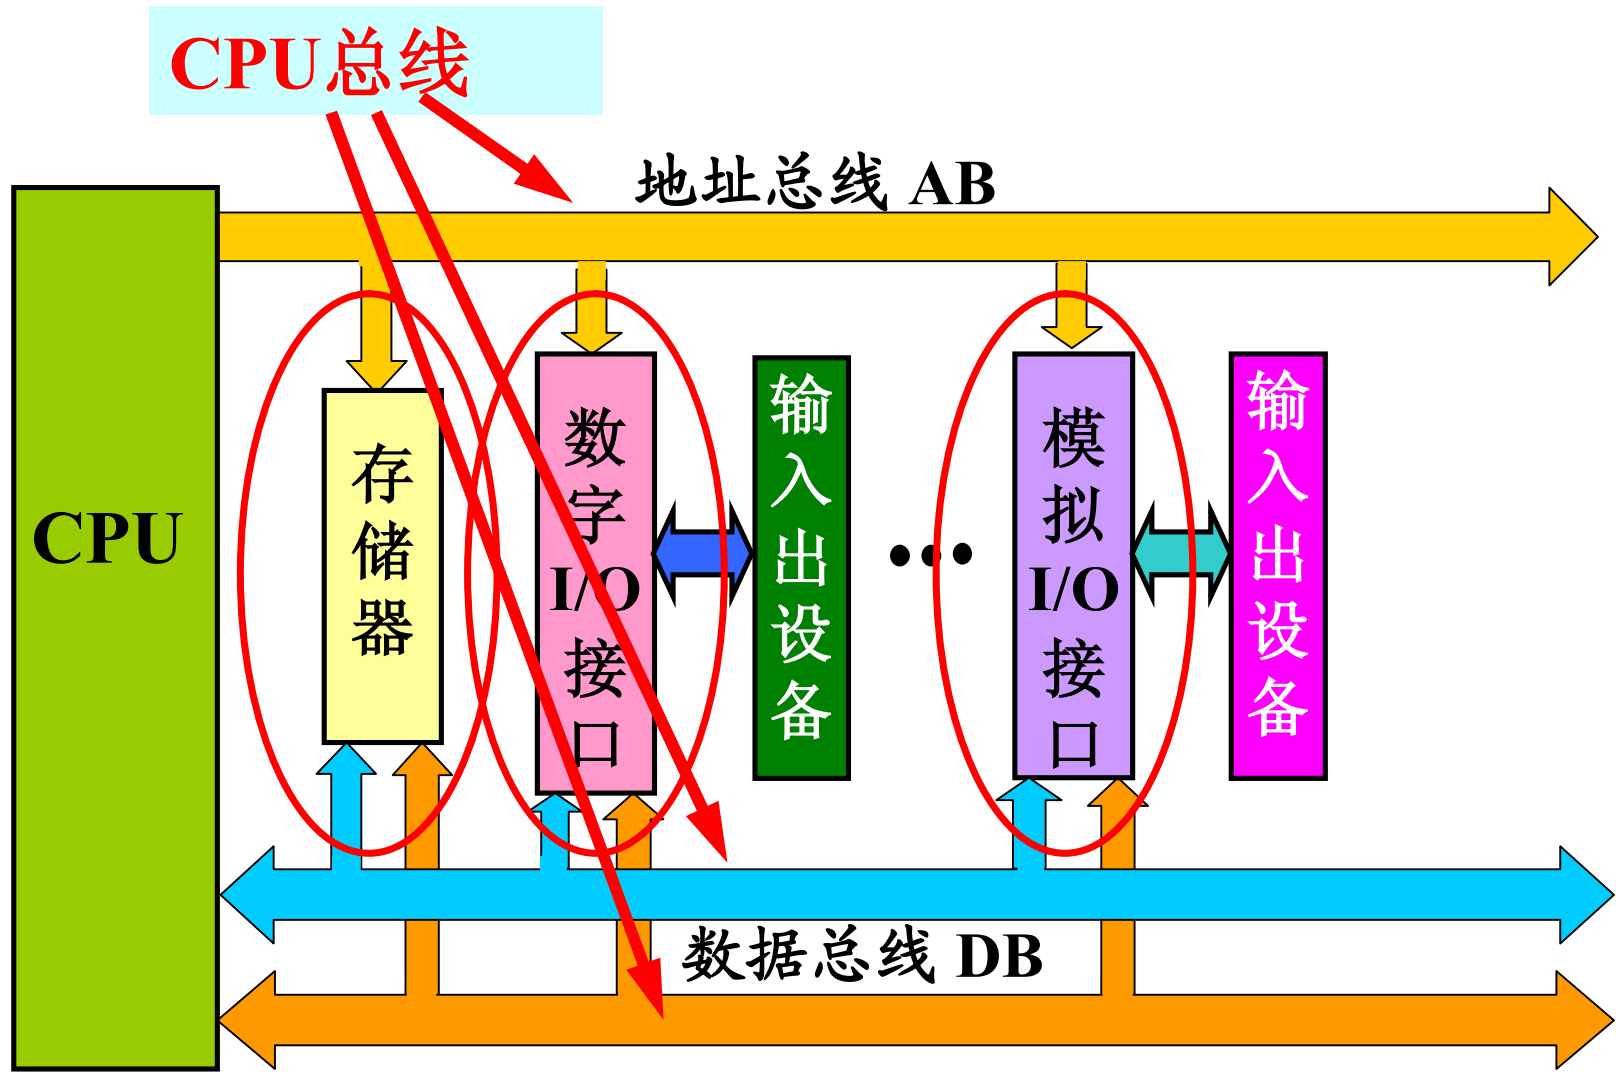 CPU总线
地址总线 AB
CPU
存储器
数字I/O接口
输入出设备
模拟I/O接口
输入出设备
数据总线 DB